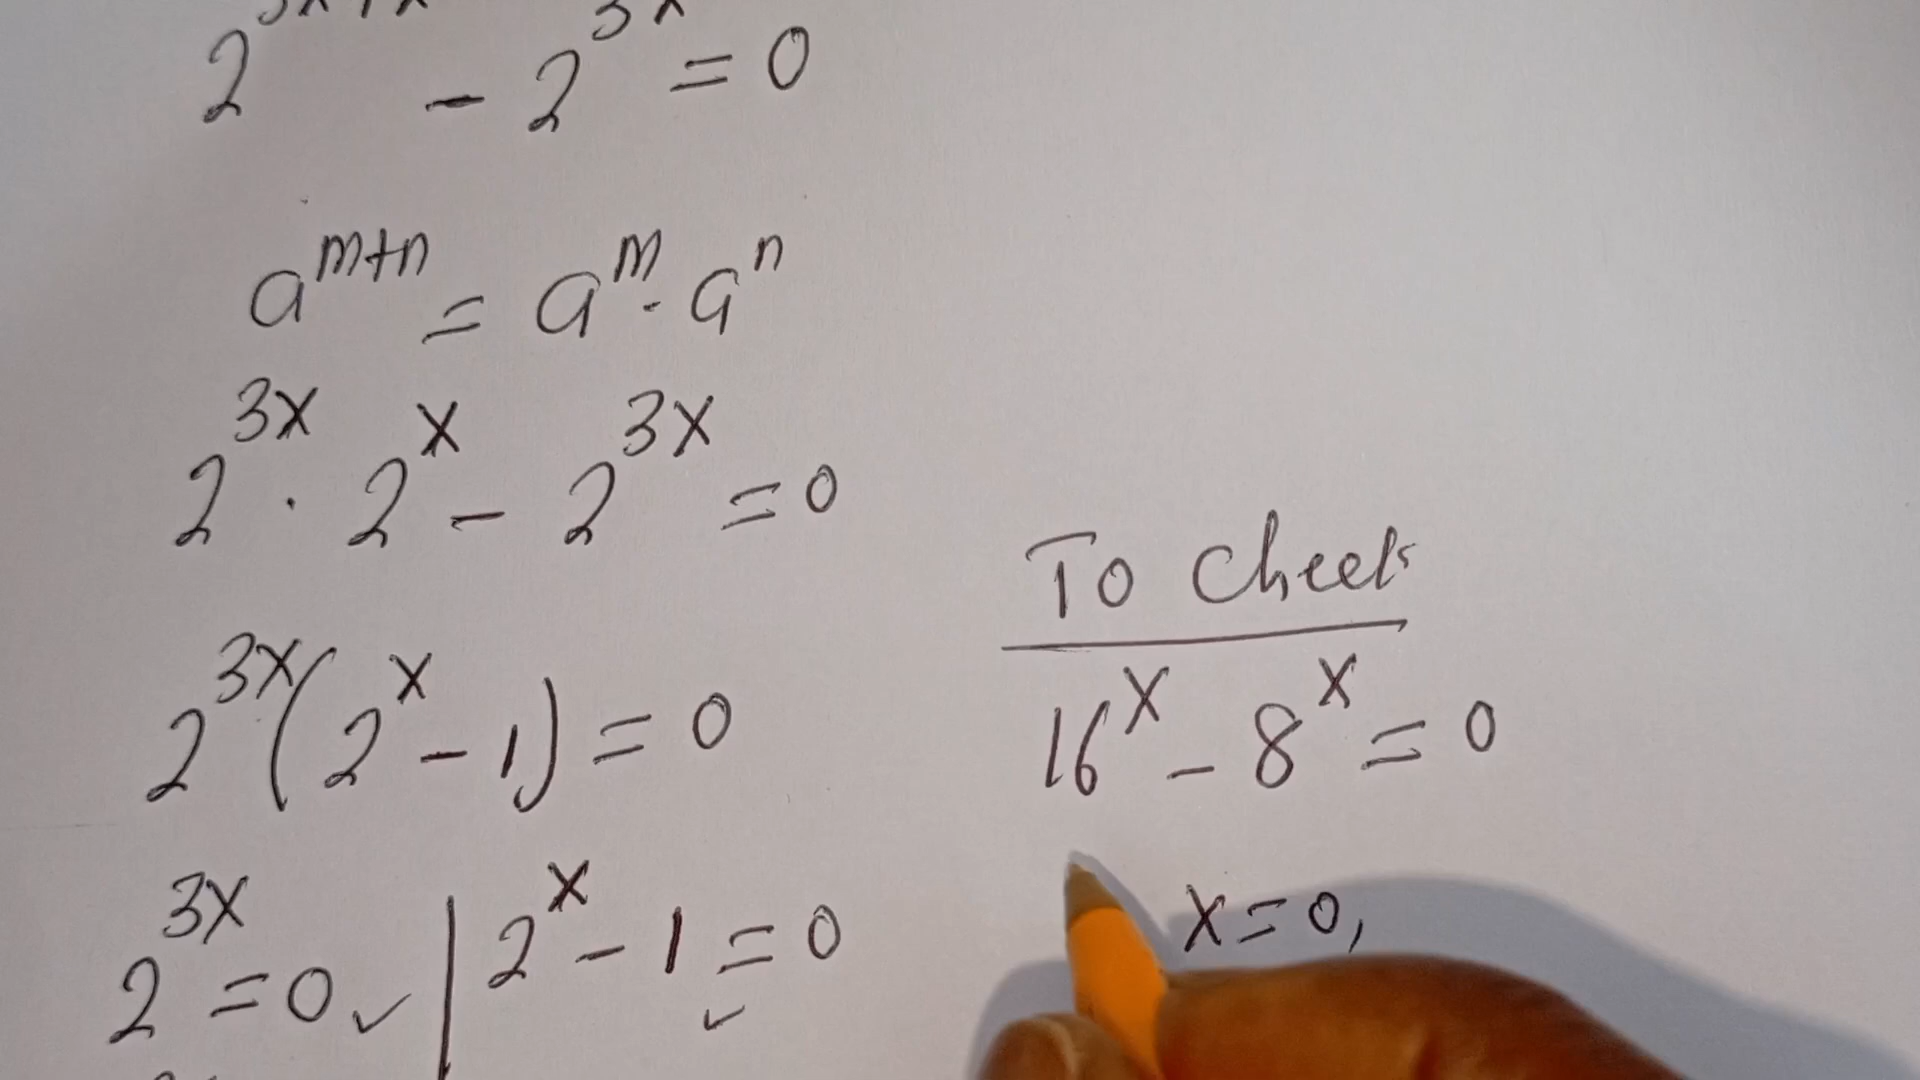 2^{3x+x} - 2^{3x} = 0
a^{m+n} = a^m · a^n
2^{3x} · 2^x - 2^{3x} = 0
2^{3x}(2^x - 1) = 0
2^{3x} = 0 ✓ | 2^x - 1 = 0 ✓
To Check
16^x - 8^x = 0
x = 0,